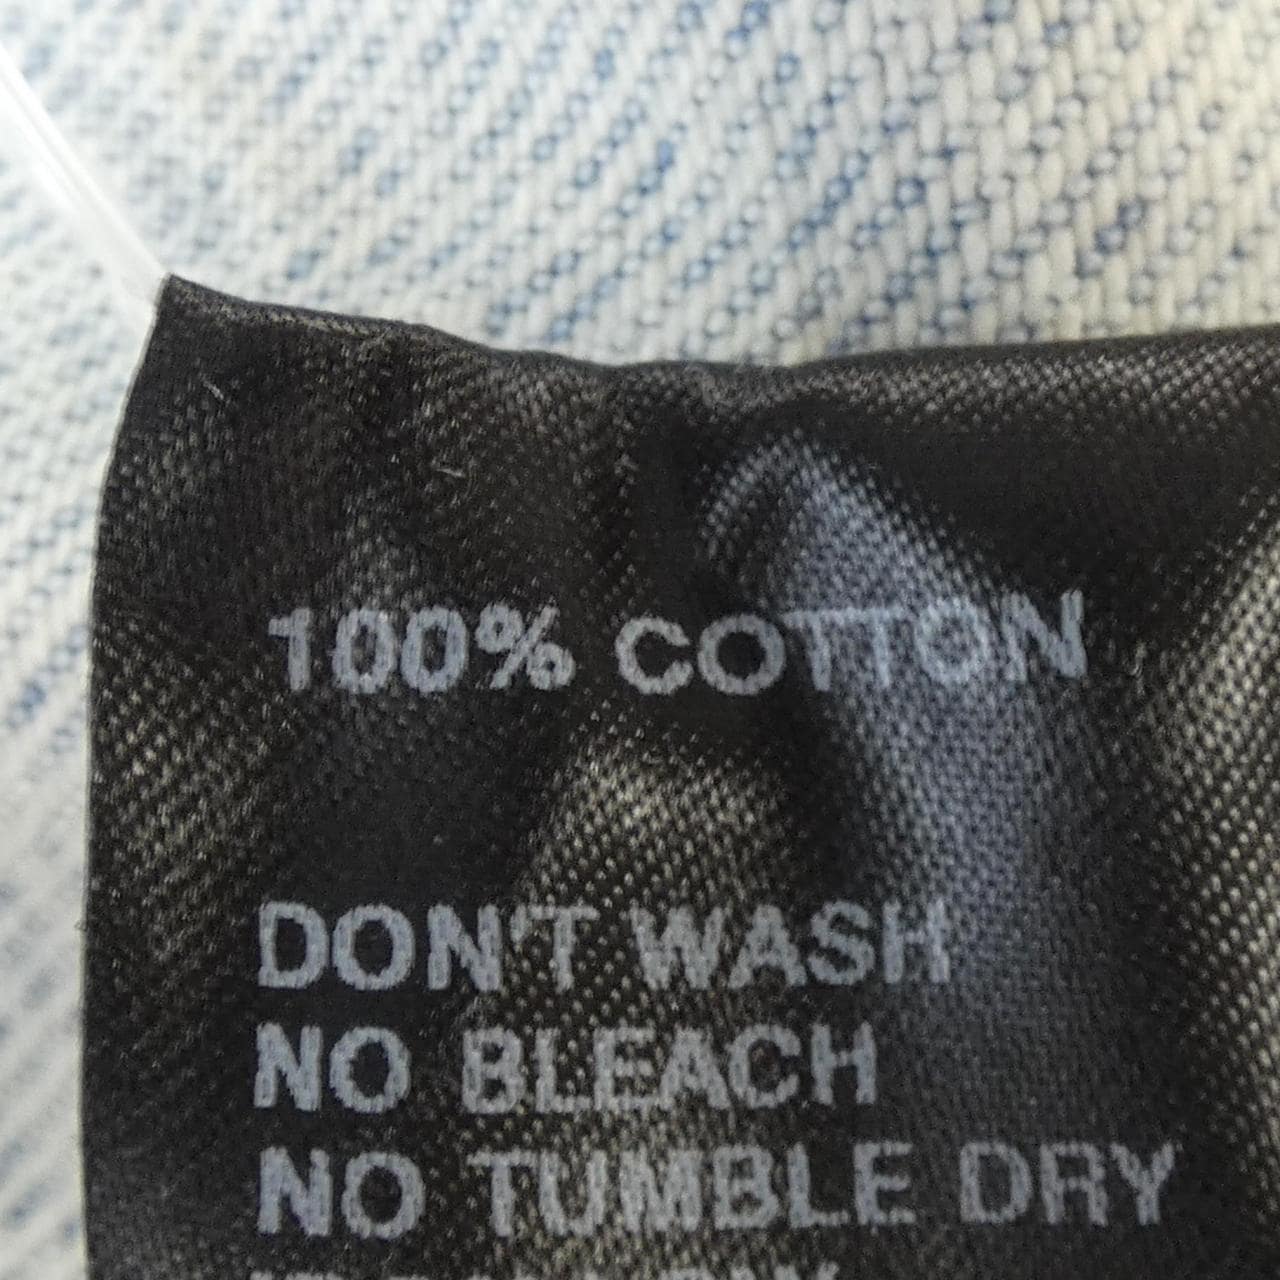 100% COTTON
DON'T WASH
NO BLEACH
NO TUMBLE DRY